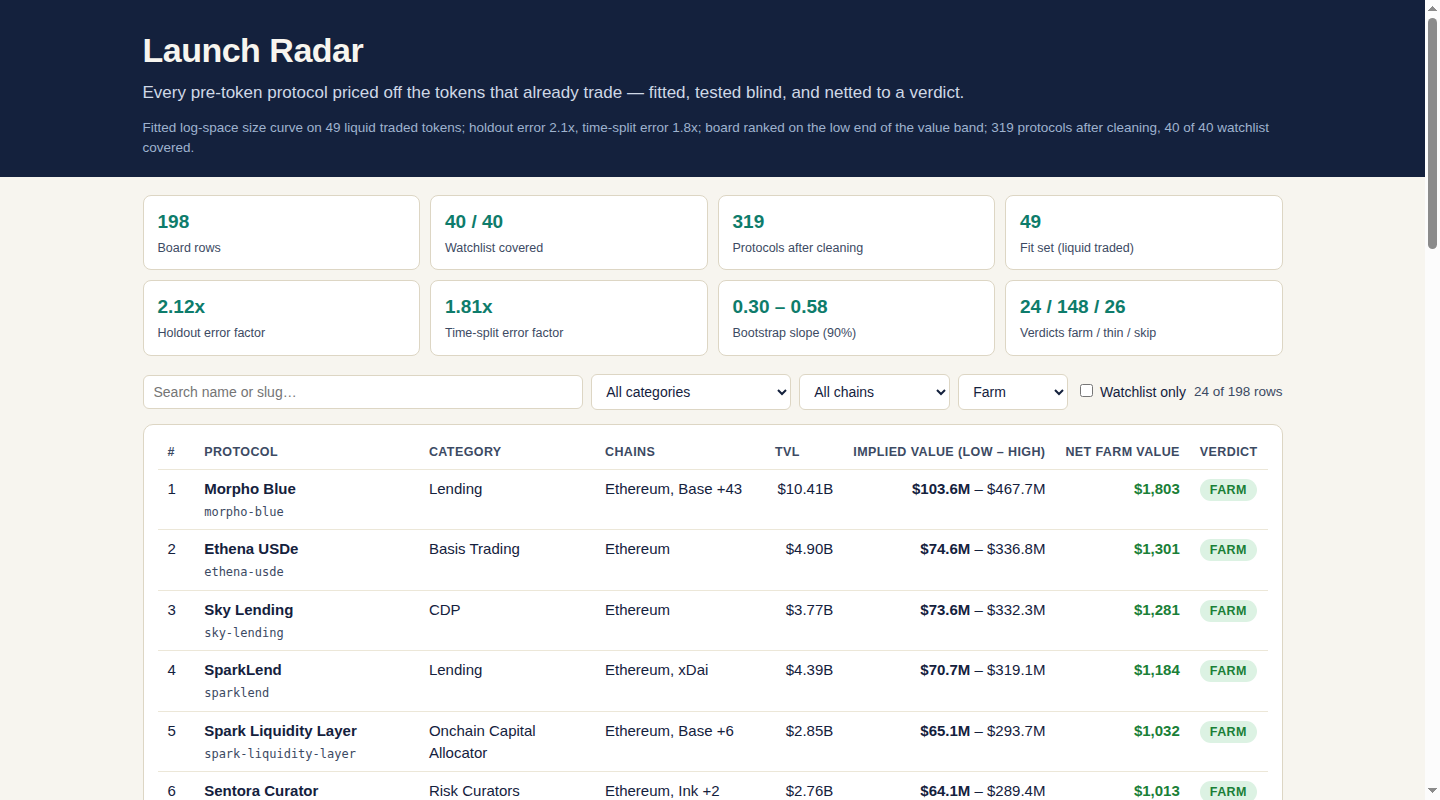 Launch Radar
Every pre-token protocol priced off the tokens that already trade — fitted, tested blind, and netted to a verdict.
Fitted log-space size curve on 49 liquid traded tokens; holdout error 2.1x, time-split error 1.8x; board ranked on the low end of the value band; 319 protocols after cleaning, 40 of 40 watchlist
covered.
198 40 / 40 319 49
Board rows Watchlist covered Protocols after cleaning Fit set (liquid traded)
2.12x 1.81x 0.30 – 0.58 24 / 148 / 26
Holdout error factor Time-split error factor Bootstrap slope (90%) Verdicts farm / thin / skip
Search name or slug… All categories All chains Farm Watchlist only 24 of 198 rows
# PROTOCOL CATEGORY CHAINS TVL IMPLIED VALUE (LOW – HIGH) NET FARM VALUE VERDICT
1 Morpho Blue Lending Ethereum, Base +43 $10.41B $103.6M – $467.7M $1,803 FARM
morpho-blue
2 Ethena USDe Basis Trading Ethereum $4.90B $74.6M – $336.8M $1,301 FARM
ethena-usde
3 Sky Lending CDP Ethereum $3.77B $73.6M – $332.3M $1,281 FARM
sky-lending
4 SparkLend Lending Ethereum, xDai $4.39B $70.7M – $319.1M $1,184 FARM
sparklend
5 Spark Liquidity Layer Onchain Capital Ethereum, Base +6 $2.85B $65.1M – $293.7M $1,032 FARM
spark-liquidity-layer Allocator
6 Sentora Curator Risk Curators Ethereum, Ink +2 $2.76B $64.1M – $289.4M $1,013 FARM